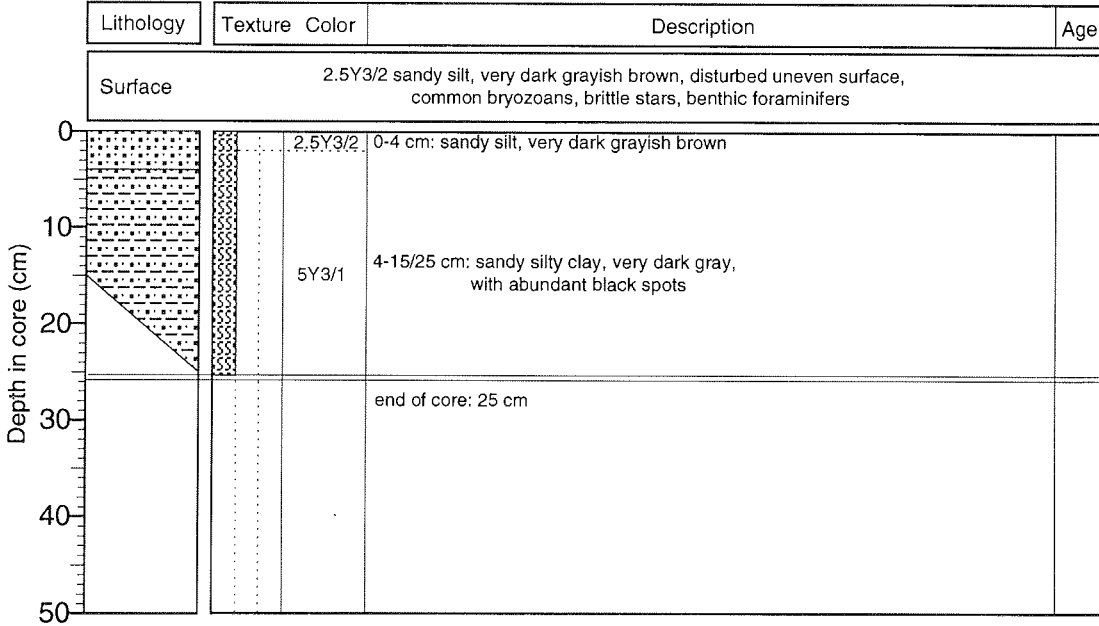 Lithology Texture Color Description Age
Surface
2.5Y3/2 sandy silt, very dark grayish brown, disturbed uneven surface,
common bryozoans, brittle stars, benthic foraminifers
Depth in core (cm)
0
10
20
30
40
50
2.5Y3/2 0-4 cm: sandy silt, very dark grayish brown
5Y3/1 4-15/25 cm: sandy silty clay, very dark gray,
with abundant black spots
end of core: 25 cm